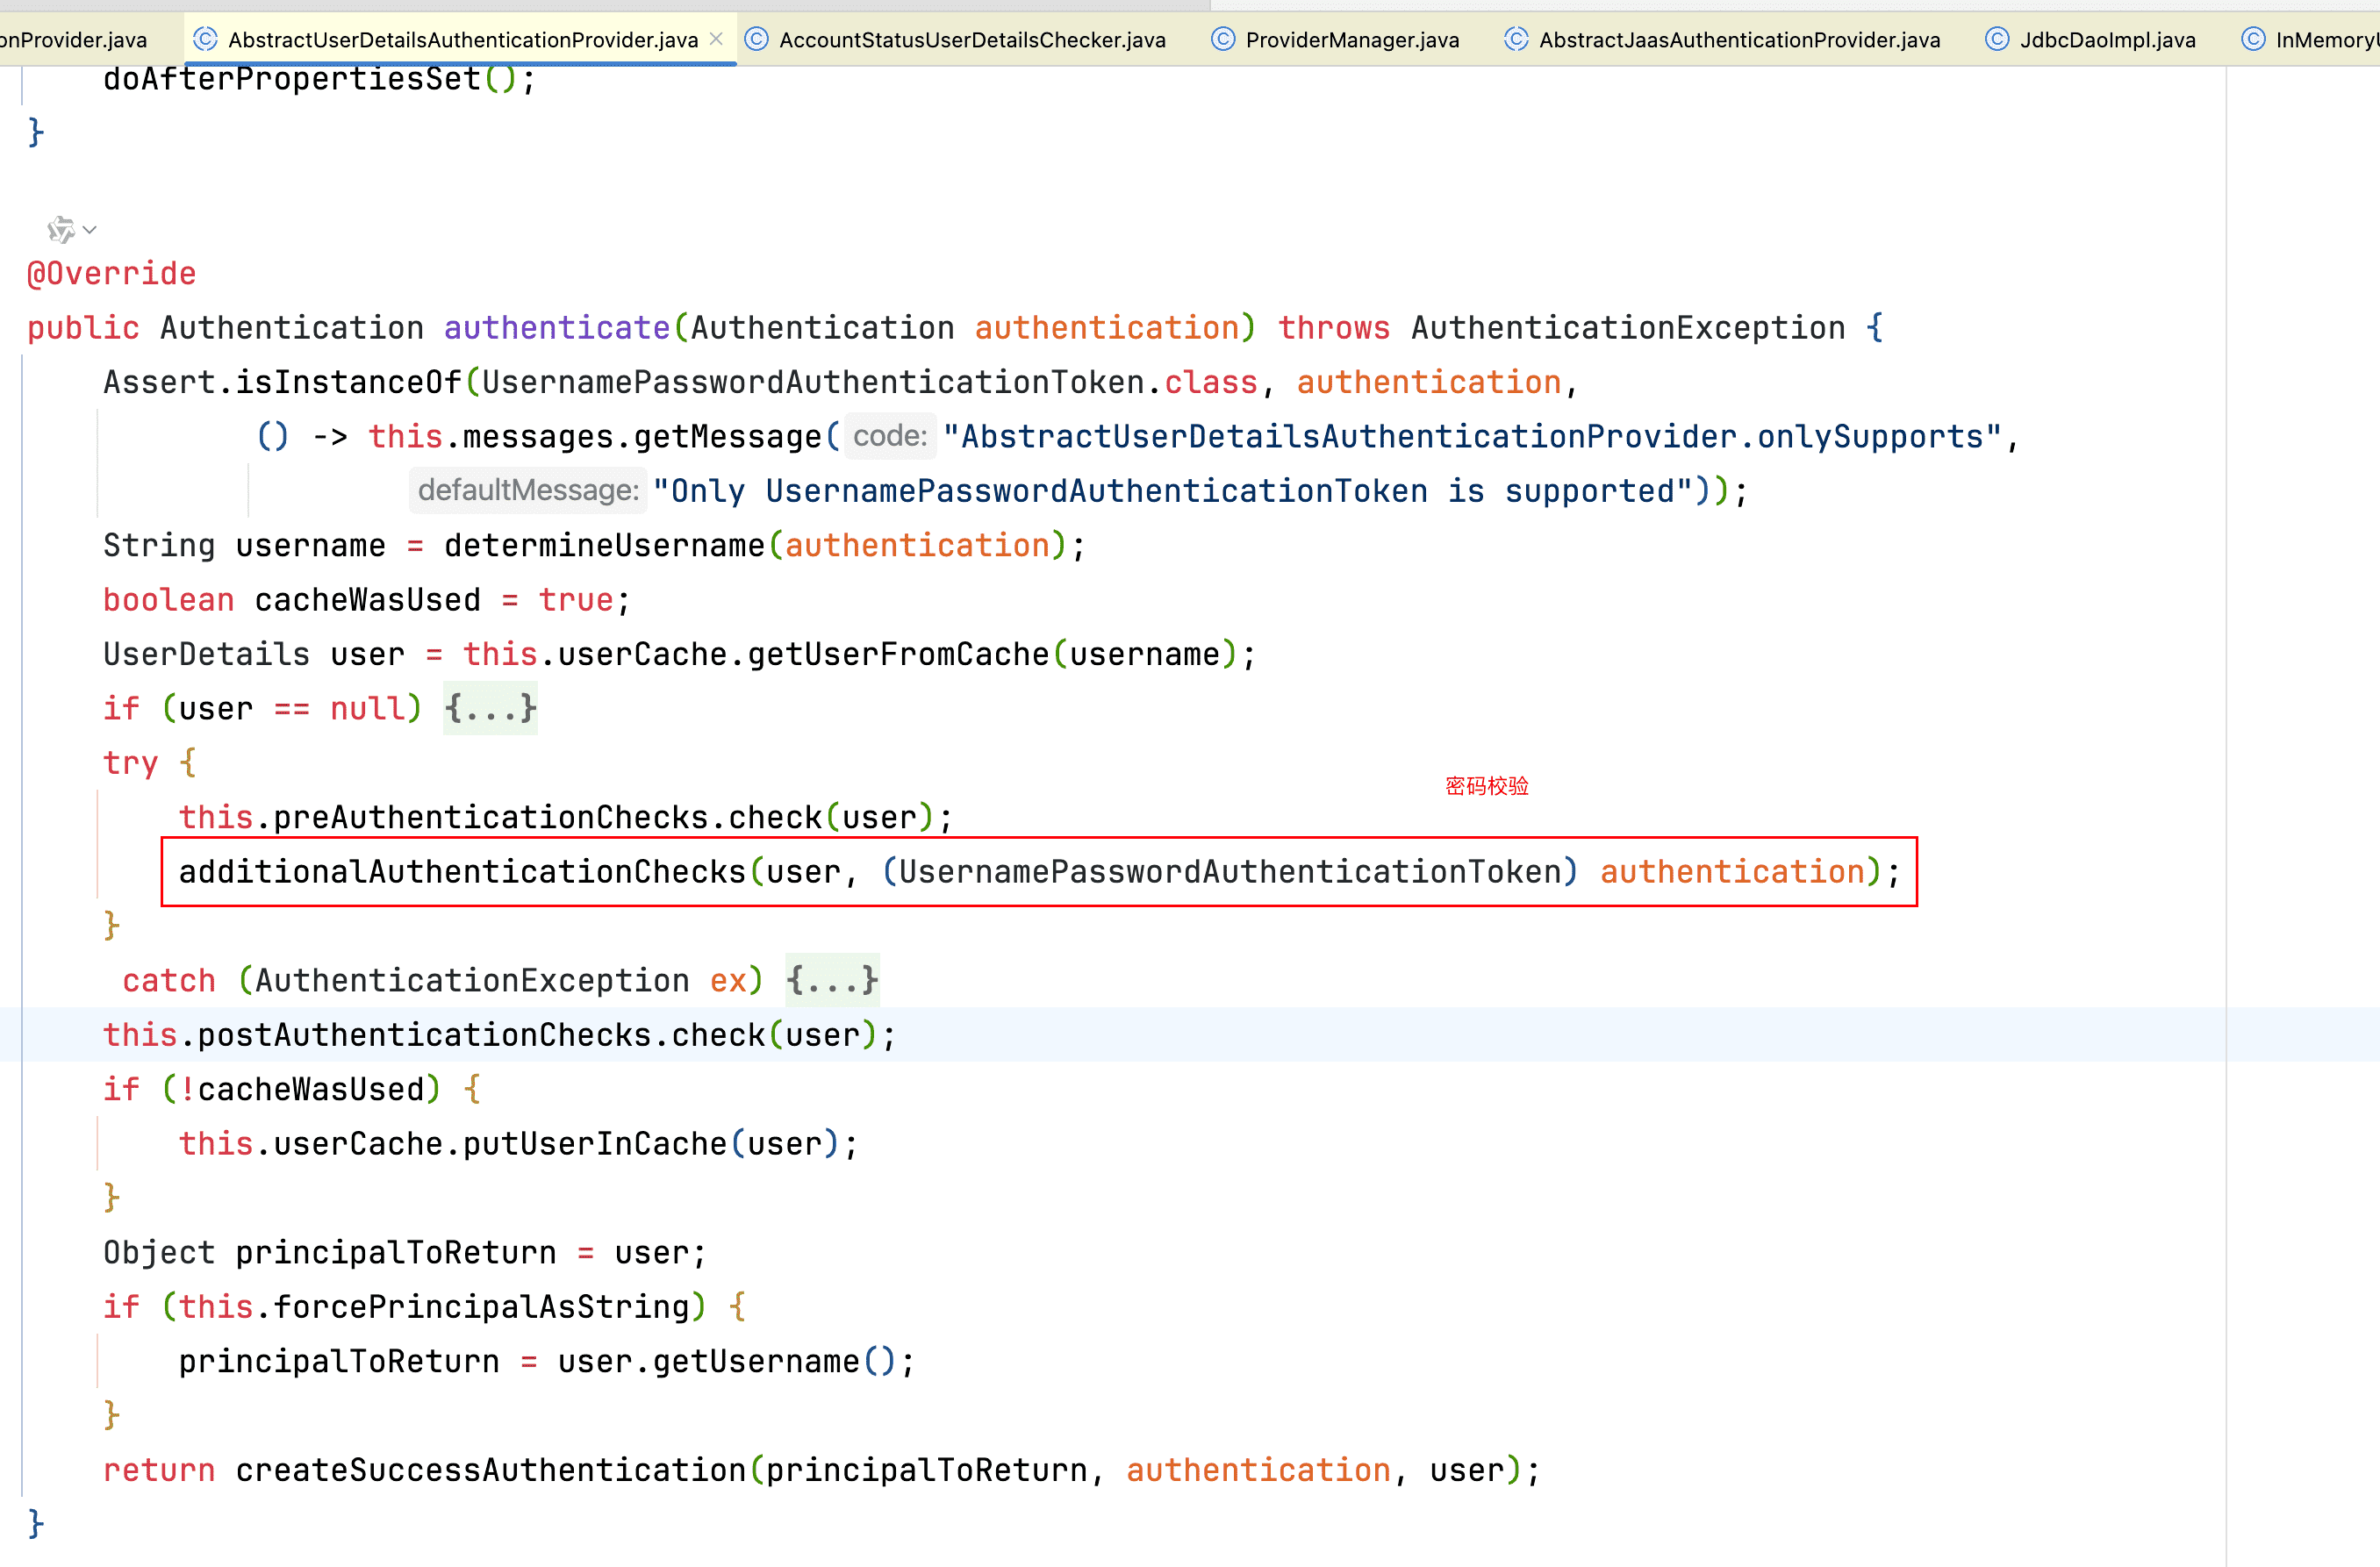 onProvider.java AbstractUserDetailsAuthenticationProvider.java AccountStatusUserDetailsChecker.java ProviderManager.java AbstractJaasAuthenticationProvider.java JdbcDaoImpl.java InMemoryU
doAfterPropertiesSet();
}
@Override
public Authentication authenticate(Authentication authentication) throws AuthenticationException {
Assert.isInstanceOf(UsernamePasswordAuthenticationToken.class, authentication,
() -> this.messages.getMessage( code: "AbstractUserDetailsAuthenticationProvider.onlySupports",
defaultMessage: "Only UsernamePasswordAuthenticationToken is supported"));
String username = determineUsername(authentication);
boolean cacheWasUsed = true;
UserDetails user = this.userCache.getUserFromCache(username);
if (user == null) {...}
try {
密码校验
this.preAuthenticationChecks.check(user);
additionalAuthenticationChecks(user, (UsernamePasswordAuthenticationToken) authentication);
}
catch (AuthenticationException ex) {...}
this.postAuthenticationChecks.check(user);
if (!cacheWasUsed) {
this.userCache.putUserInCache(user);
}
Object principalToReturn = user;
if (this.forcePrincipalAsString) {
principalToReturn = user.getUsername();
}
return createSuccessAuthentication(principalToReturn, authentication, user);
}